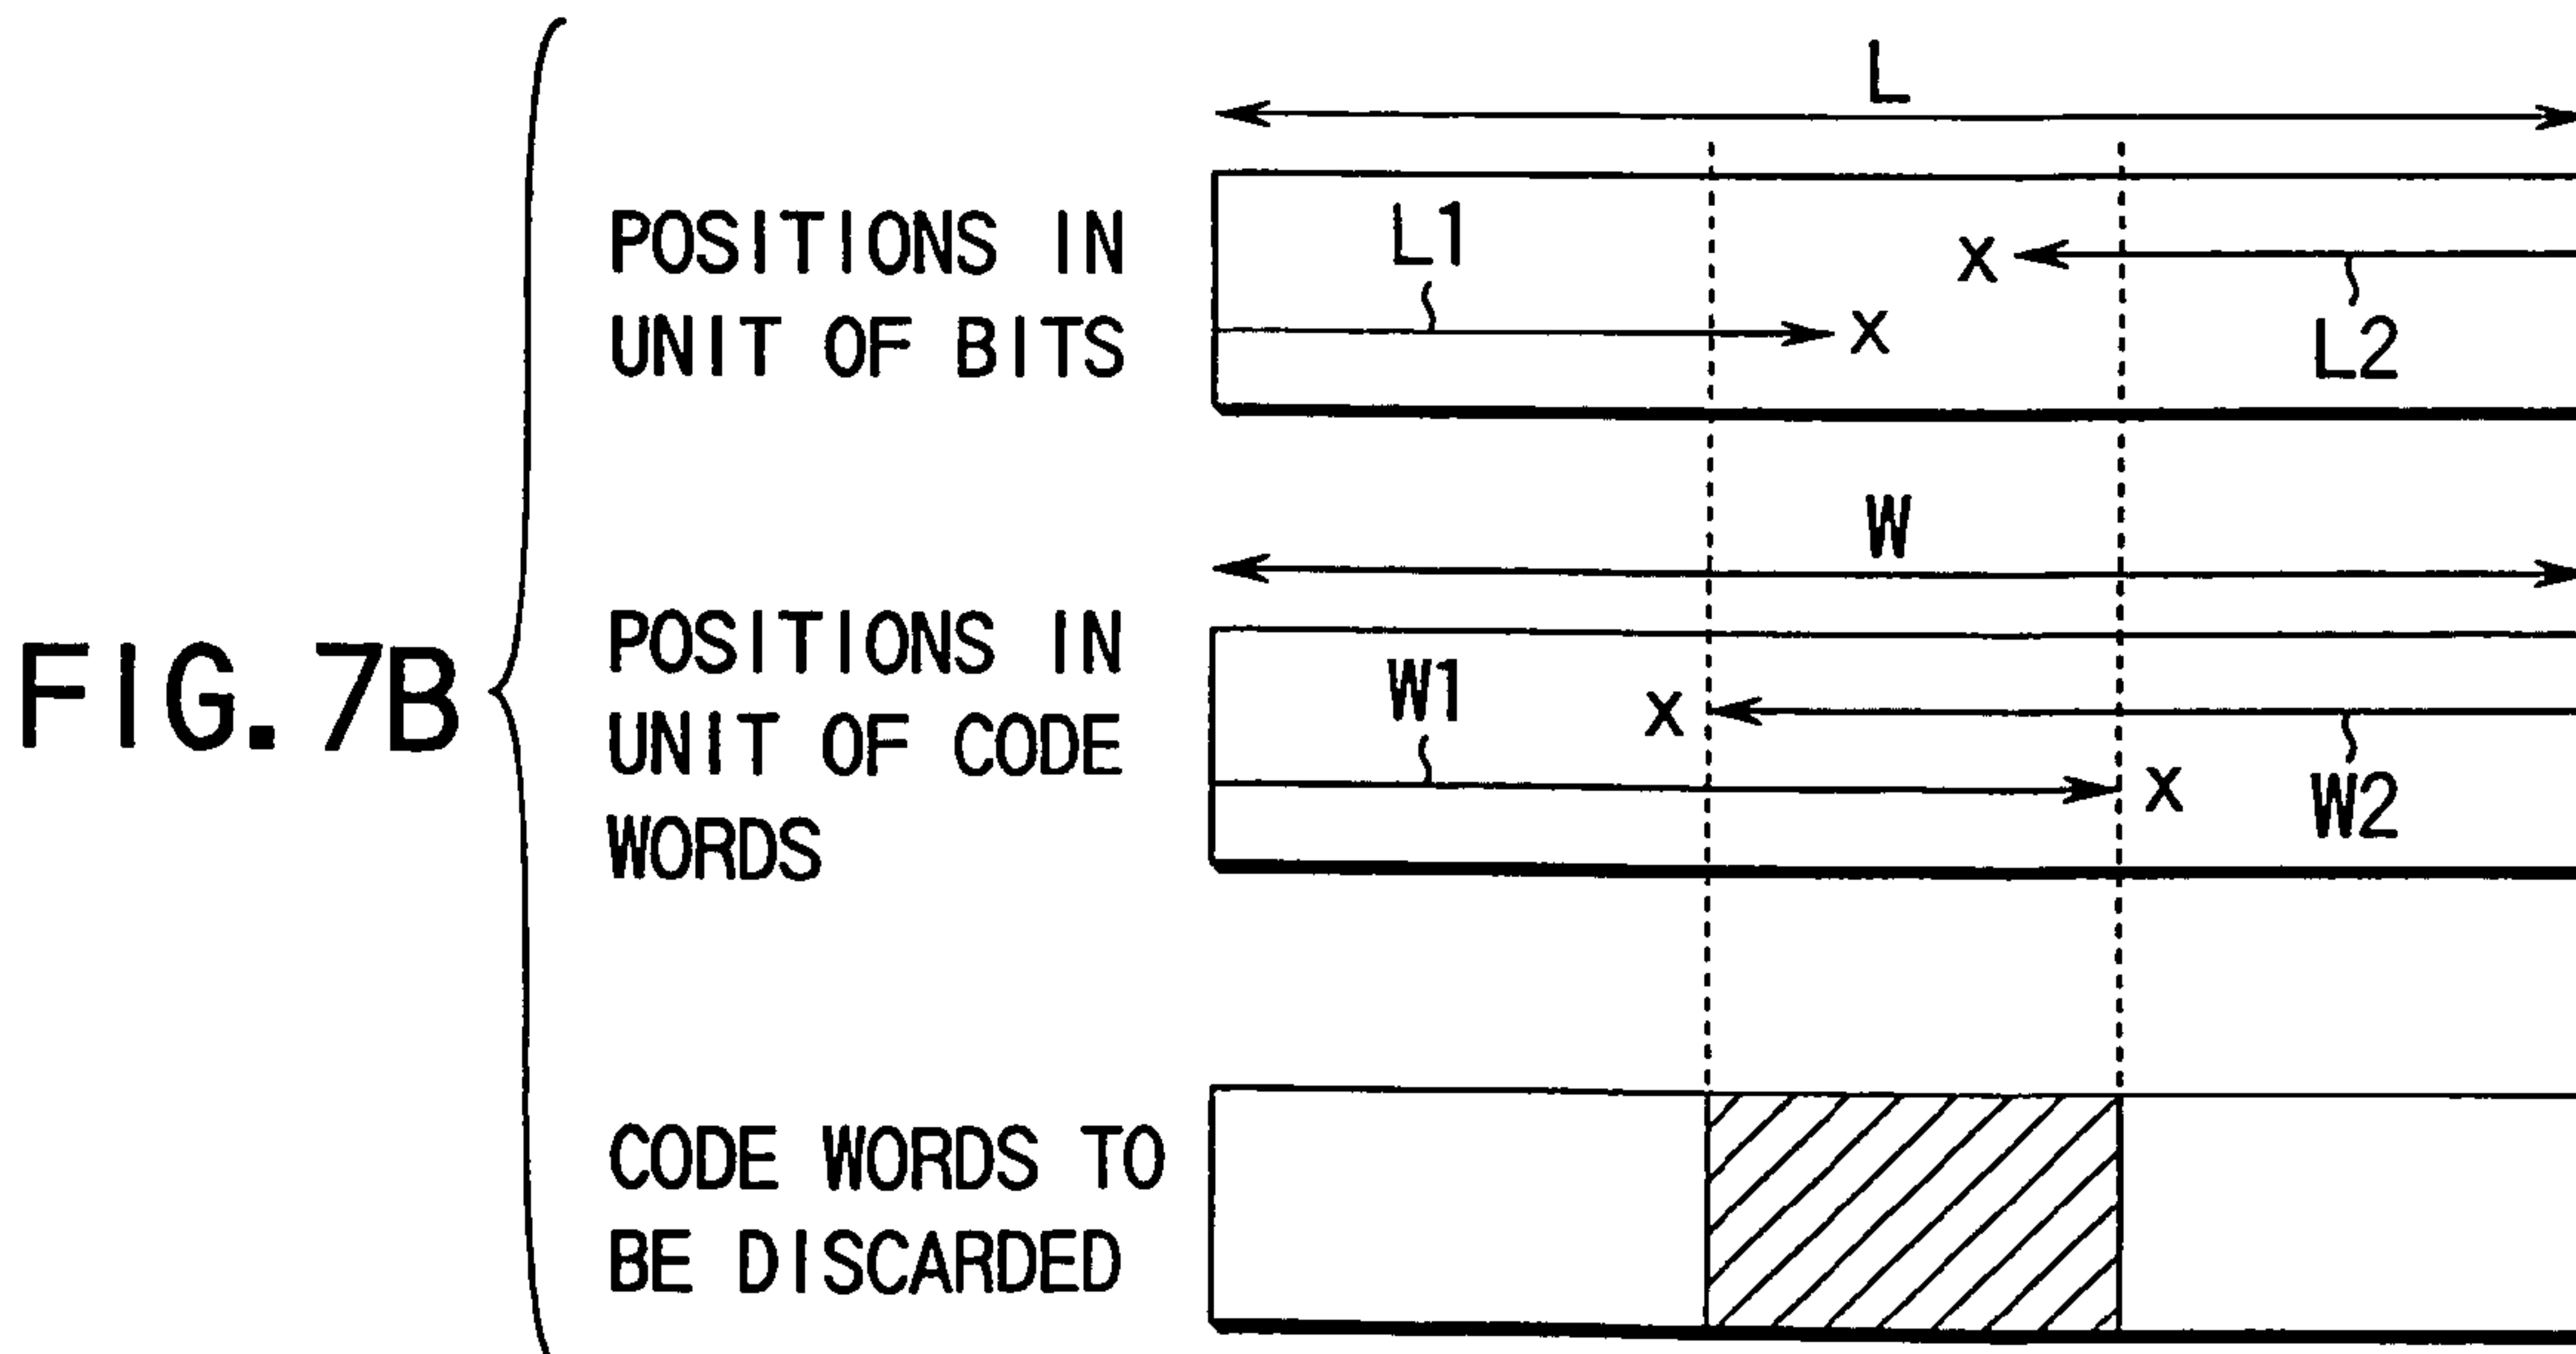 FIG. 7B
L
POSITIONS IN
UNIT OF BITS
L1
X
X
L2
W
POSITIONS IN
UNIT OF CODE
WORDS
W1
X
X
W2
CODE WORDS TO
BE DISCARDED